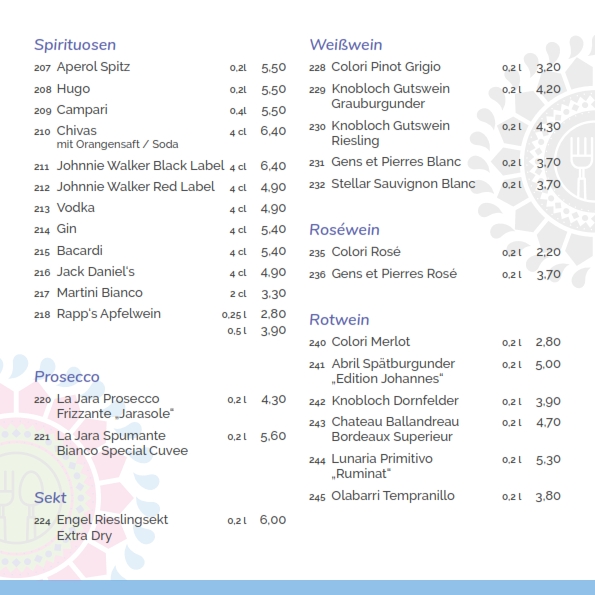 Spirituosen
207 Aperol Spitz 0,2l 5,50
208 Hugo 0,2l 5,50
209 Campari 0,4l 5,50
210 Chivas 4 cl 6,40
mit Orangensaft / Soda
211 Johnnie Walker Black Label 4 cl 6,40
212 Johnnie Walker Red Label 4 cl 4,90
213 Vodka 4 cl 4,90
214 Gin 4 cl 5,40
215 Bacardi 4 cl 5,40
216 Jack Daniel's 4 cl 4,90
217 Martini Bianco 2 cl 3,30
218 Rapp's Apfelwein 0,25 l 2,80
0,5 l 3,90
Prosecco
220 La Jara Prosecco 0,2 l 4,30
Frizzante „Jarasole“
221 La Jara Spumante 0,2 l 5,60
Bianco Special Cuvee
Sekt
224 Engel Rieslingsekt 0,2 l 6,00
Extra Dry
Weißwein
228 Colori Pinot Grigio 0,2 l 3,20
229 Knobloch Gutswein 0,2 l 4,20
Grauburgunder
230 Knobloch Gutswein 0,2 l 4,30
Riesling
231 Gens et Pierres Blanc 0,2 l 3,70
232 Stellar Sauvignon Blanc 0,2 l 3,70
Roséwein
235 Colori Rosé 0,2 l 2,20
236 Gens et Pierres Rosé 0,2 l 3,70
Rotwein
240 Colori Merlot 0,2 l 2,80
241 Abril Spätburgunder 0,2 l 5,00
„Edition Johannes“
242 Knobloch Dornfelder 0,2 l 3,90
243 Chateau Ballandreau 0,2 l 4,70
Bordeaux Superieur
244 Lunaria Primitivo 0,2 l 5,30
„Ruminat“
245 Olabarri Tempranillo 0,2 l 3,80